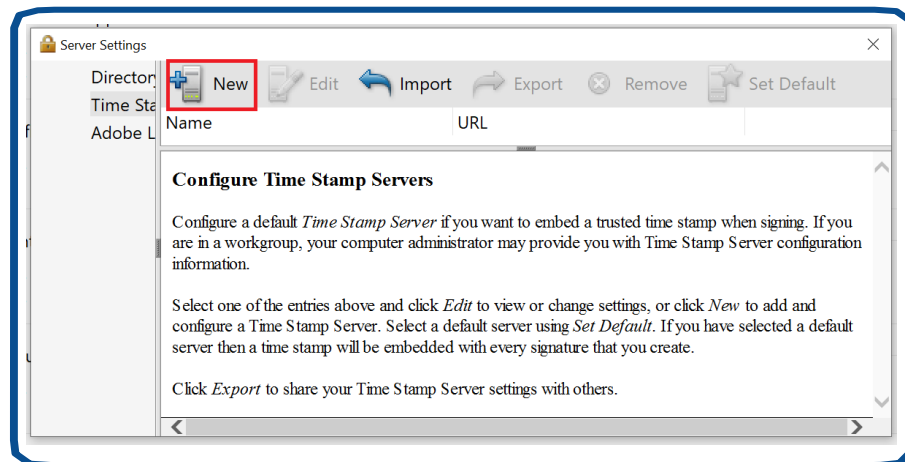 Server Settings
Directory
Time Sta
Adobe L
New Edit Import Export Remove Set Default
Name URL
Configure Time Stamp Servers
Configure a default Time Stamp Server if you want to embed a trusted time stamp when signing. If you
are in a workgroup, your computer administrator may provide you with Time Stamp Server configuration
information.
Select one of the entries above and click Edit to view or change settings, or click New to add and
configure a Time Stamp Server. Select a default server using Set Default. If you have selected a default
server then a time stamp will be embedded with every signature that you create.
Click Export to share your Time Stamp Server settings with others.